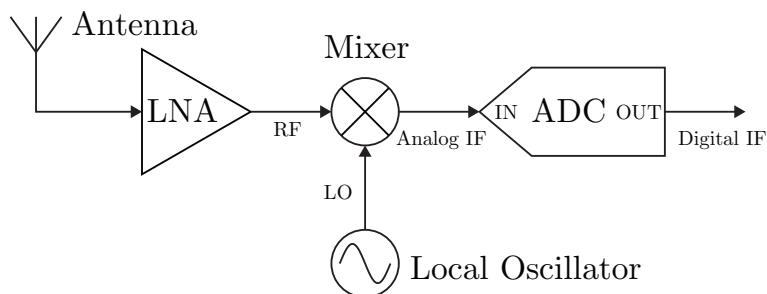 Antenna
Mixer
LNA
RF
Analog IF
IN ADC OUT
Digital IF
LO
Local Oscillator